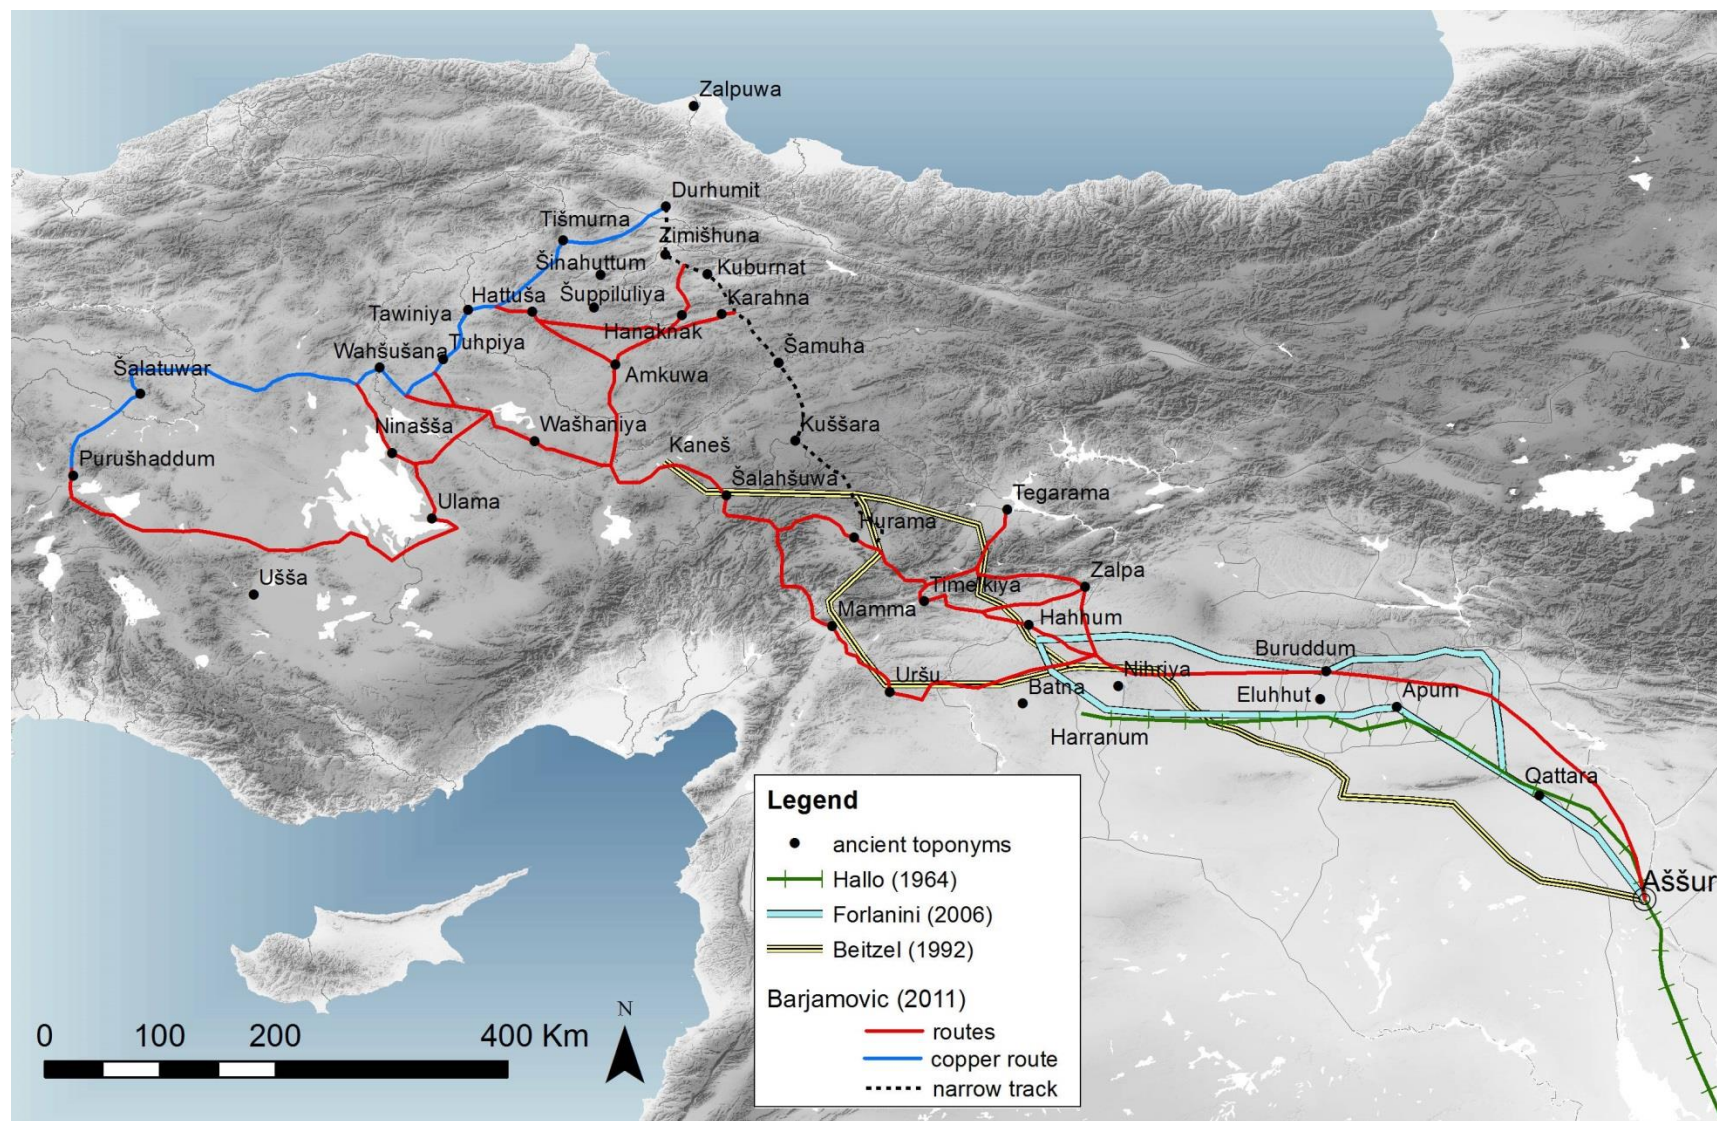 Zalpuwa
Durhumit
Tišmurna
Zimišhuna
Šinahuttum
Kuburnat
Hattuša
Šuppiluliya
Karahna
Tawiniya
Hanaknak
Wahšušana
Tuhpiya
Šamuha
Šalatuwar
Amkuwa
Ninašša
Wašhaniya
Kuššara
Kaneš
Purušhaddum
Šalahšuwa
Tegarama
Ulama
Hurama
Ušša
Zalpa
Timelkiya
Mamma
Hahhum
Buruddum
Uršu
Nihriya
Batna
Eluhhut
Apum
Harranum
Qattara
Aššur
Legend
ancient toponyms
Hallo (1964)
Forlanini (2006)
Beitzel (1992)
Barjamovic (2011)
routes
copper route
narrow track
N
0 100 200 400 Km